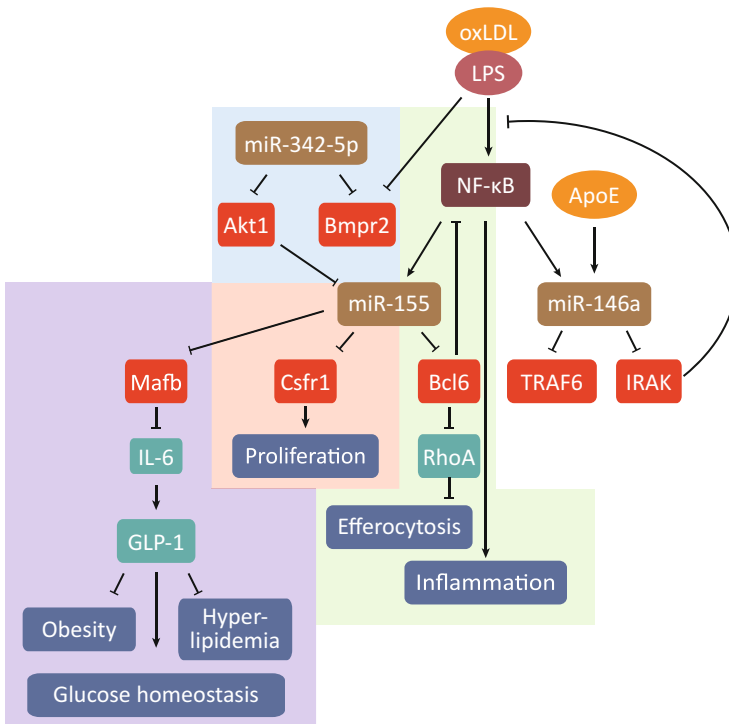 oxLDL
LPS
miR-342-5p
NF-κB
ApoE
Akt1
Bmpr2
miR-155
miR-146a
Mafb
Csfr1
Bcl6
TRAF6
IRAK
IL-6
Proliferation
RhoA
Efferocytosis
GLP-1
Inflammation
Obesity
Hyper-
lipidemia
Glucose homeostasis